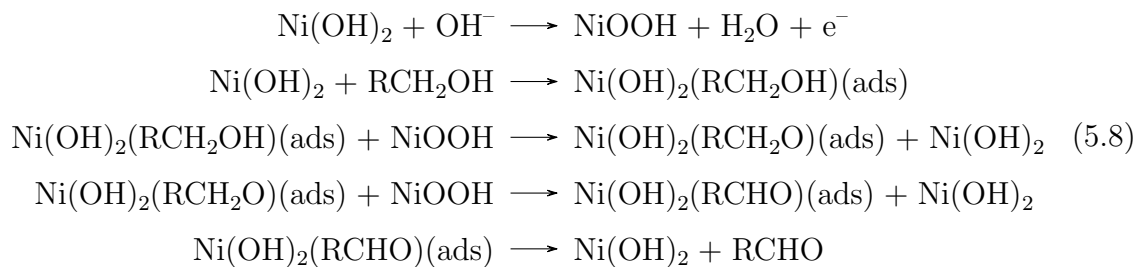 Ni(OH)₂ + OH⁻ ⟶ NiOOH + H₂O + e⁻
Ni(OH)₂ + RCH₂OH ⟶ Ni(OH)₂(RCH₂OH)(ads)
Ni(OH)₂(RCH₂OH)(ads) + NiOOH ⟶ Ni(OH)₂(RCH₂O)(ads) + Ni(OH)₂ (5.8)
Ni(OH)₂(RCH₂O)(ads) + NiOOH ⟶ Ni(OH)₂(RCHO)(ads) + Ni(OH)₂
Ni(OH)₂(RCHO)(ads) ⟶ Ni(OH)₂ + RCHO